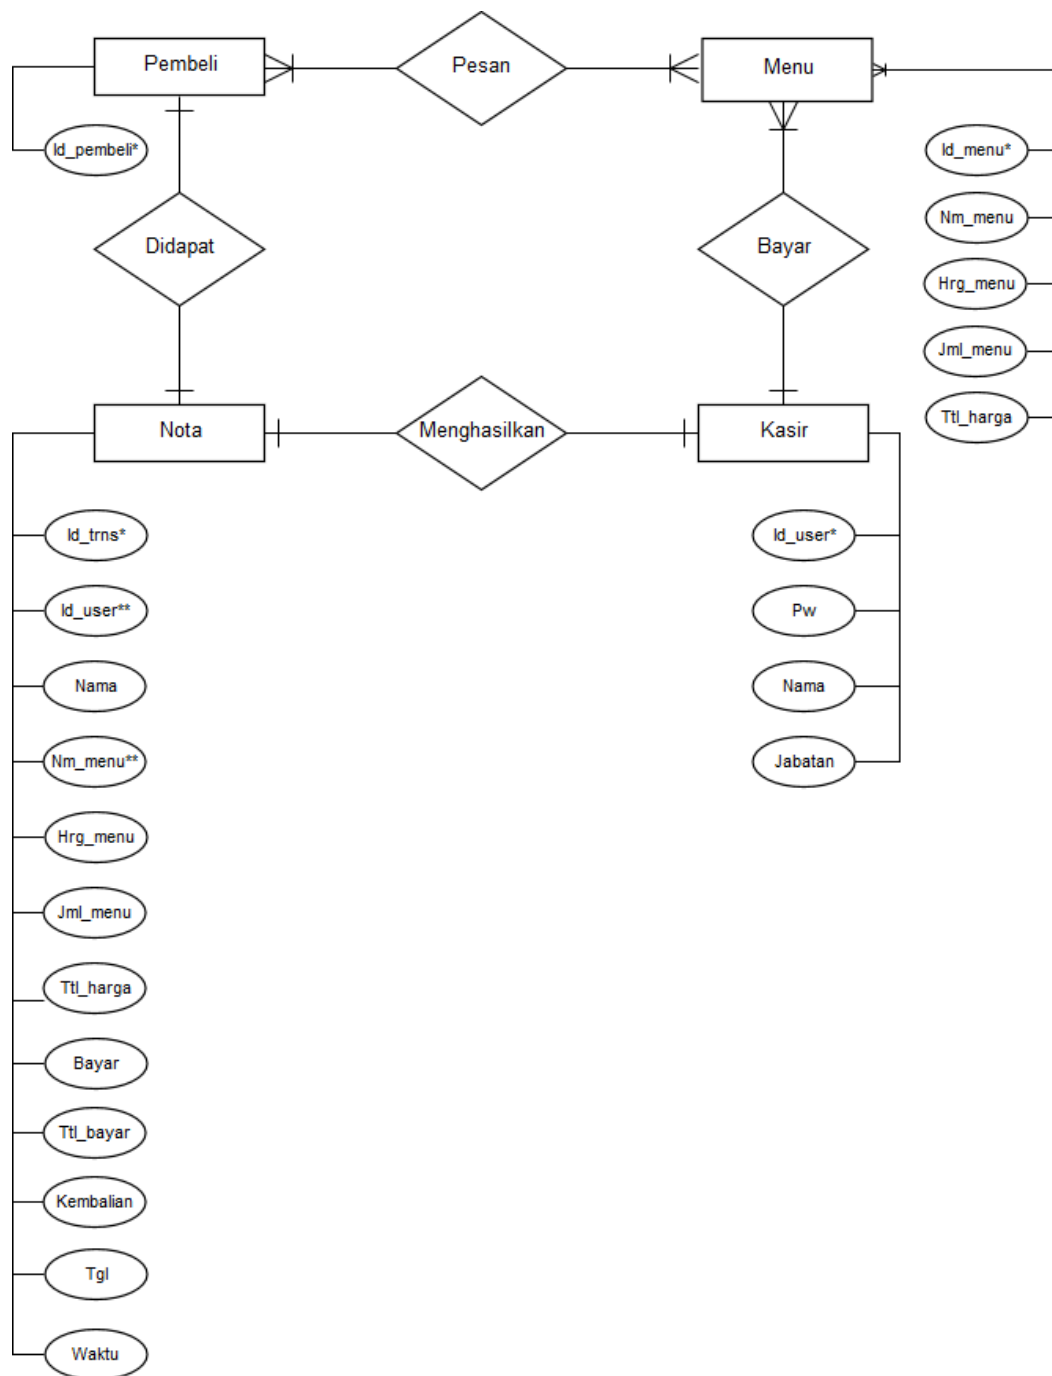 Pembeli
Pesan
Menu
Id_pembeli*
Id_menu*
Nm_menu
Hrg_menu
Jml_menu
Ttl_harga
Didapat
Bayar
Nota
Menghasilkan
Kasir
Id_trns*
Id_user**
Nama
Nm_menu**
Hrg_menu
Jml_menu
Ttl_harga
Bayar
Ttl_bayar
Kembalian
Tgl
Waktu
Id_user*
Pw
Nama
Jabatan